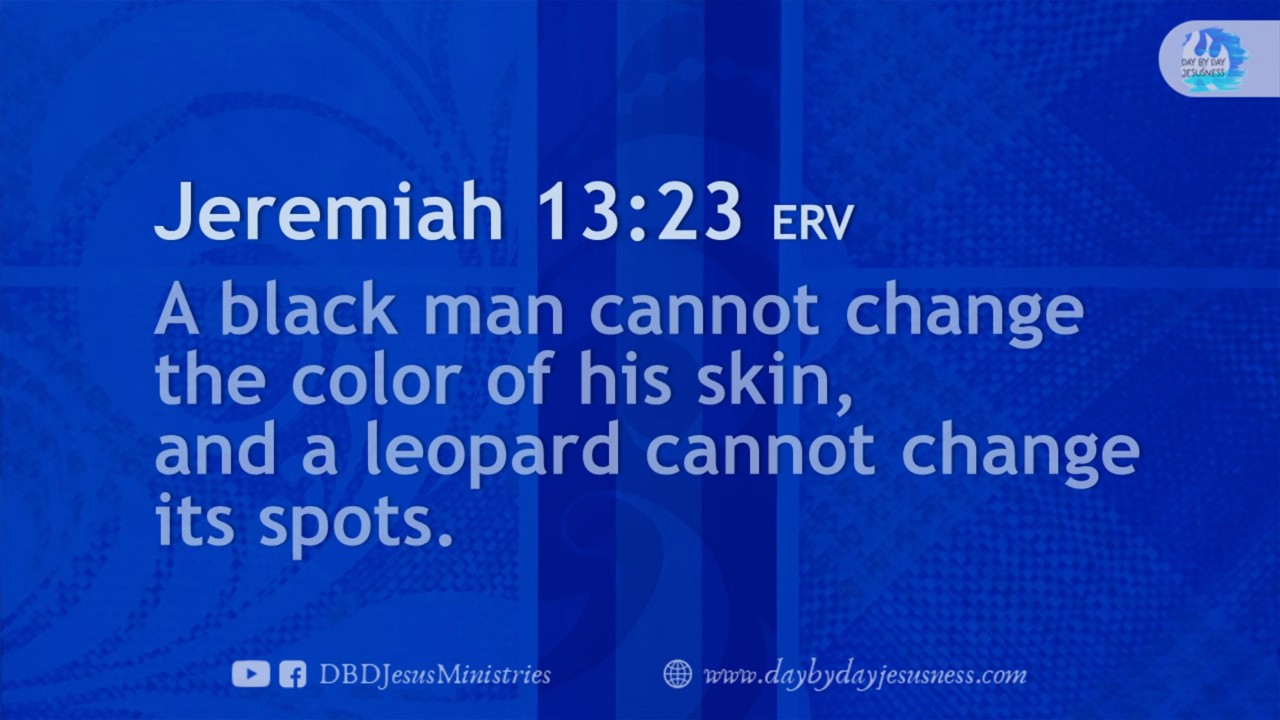 DAY BY DAY
JESUSNESS
Jeremiah 13:23 ERV
A black man cannot change
the color of his skin,
and a leopard cannot change
its spots.
DBDJesusMinistries
www.daybydayjesusness.com